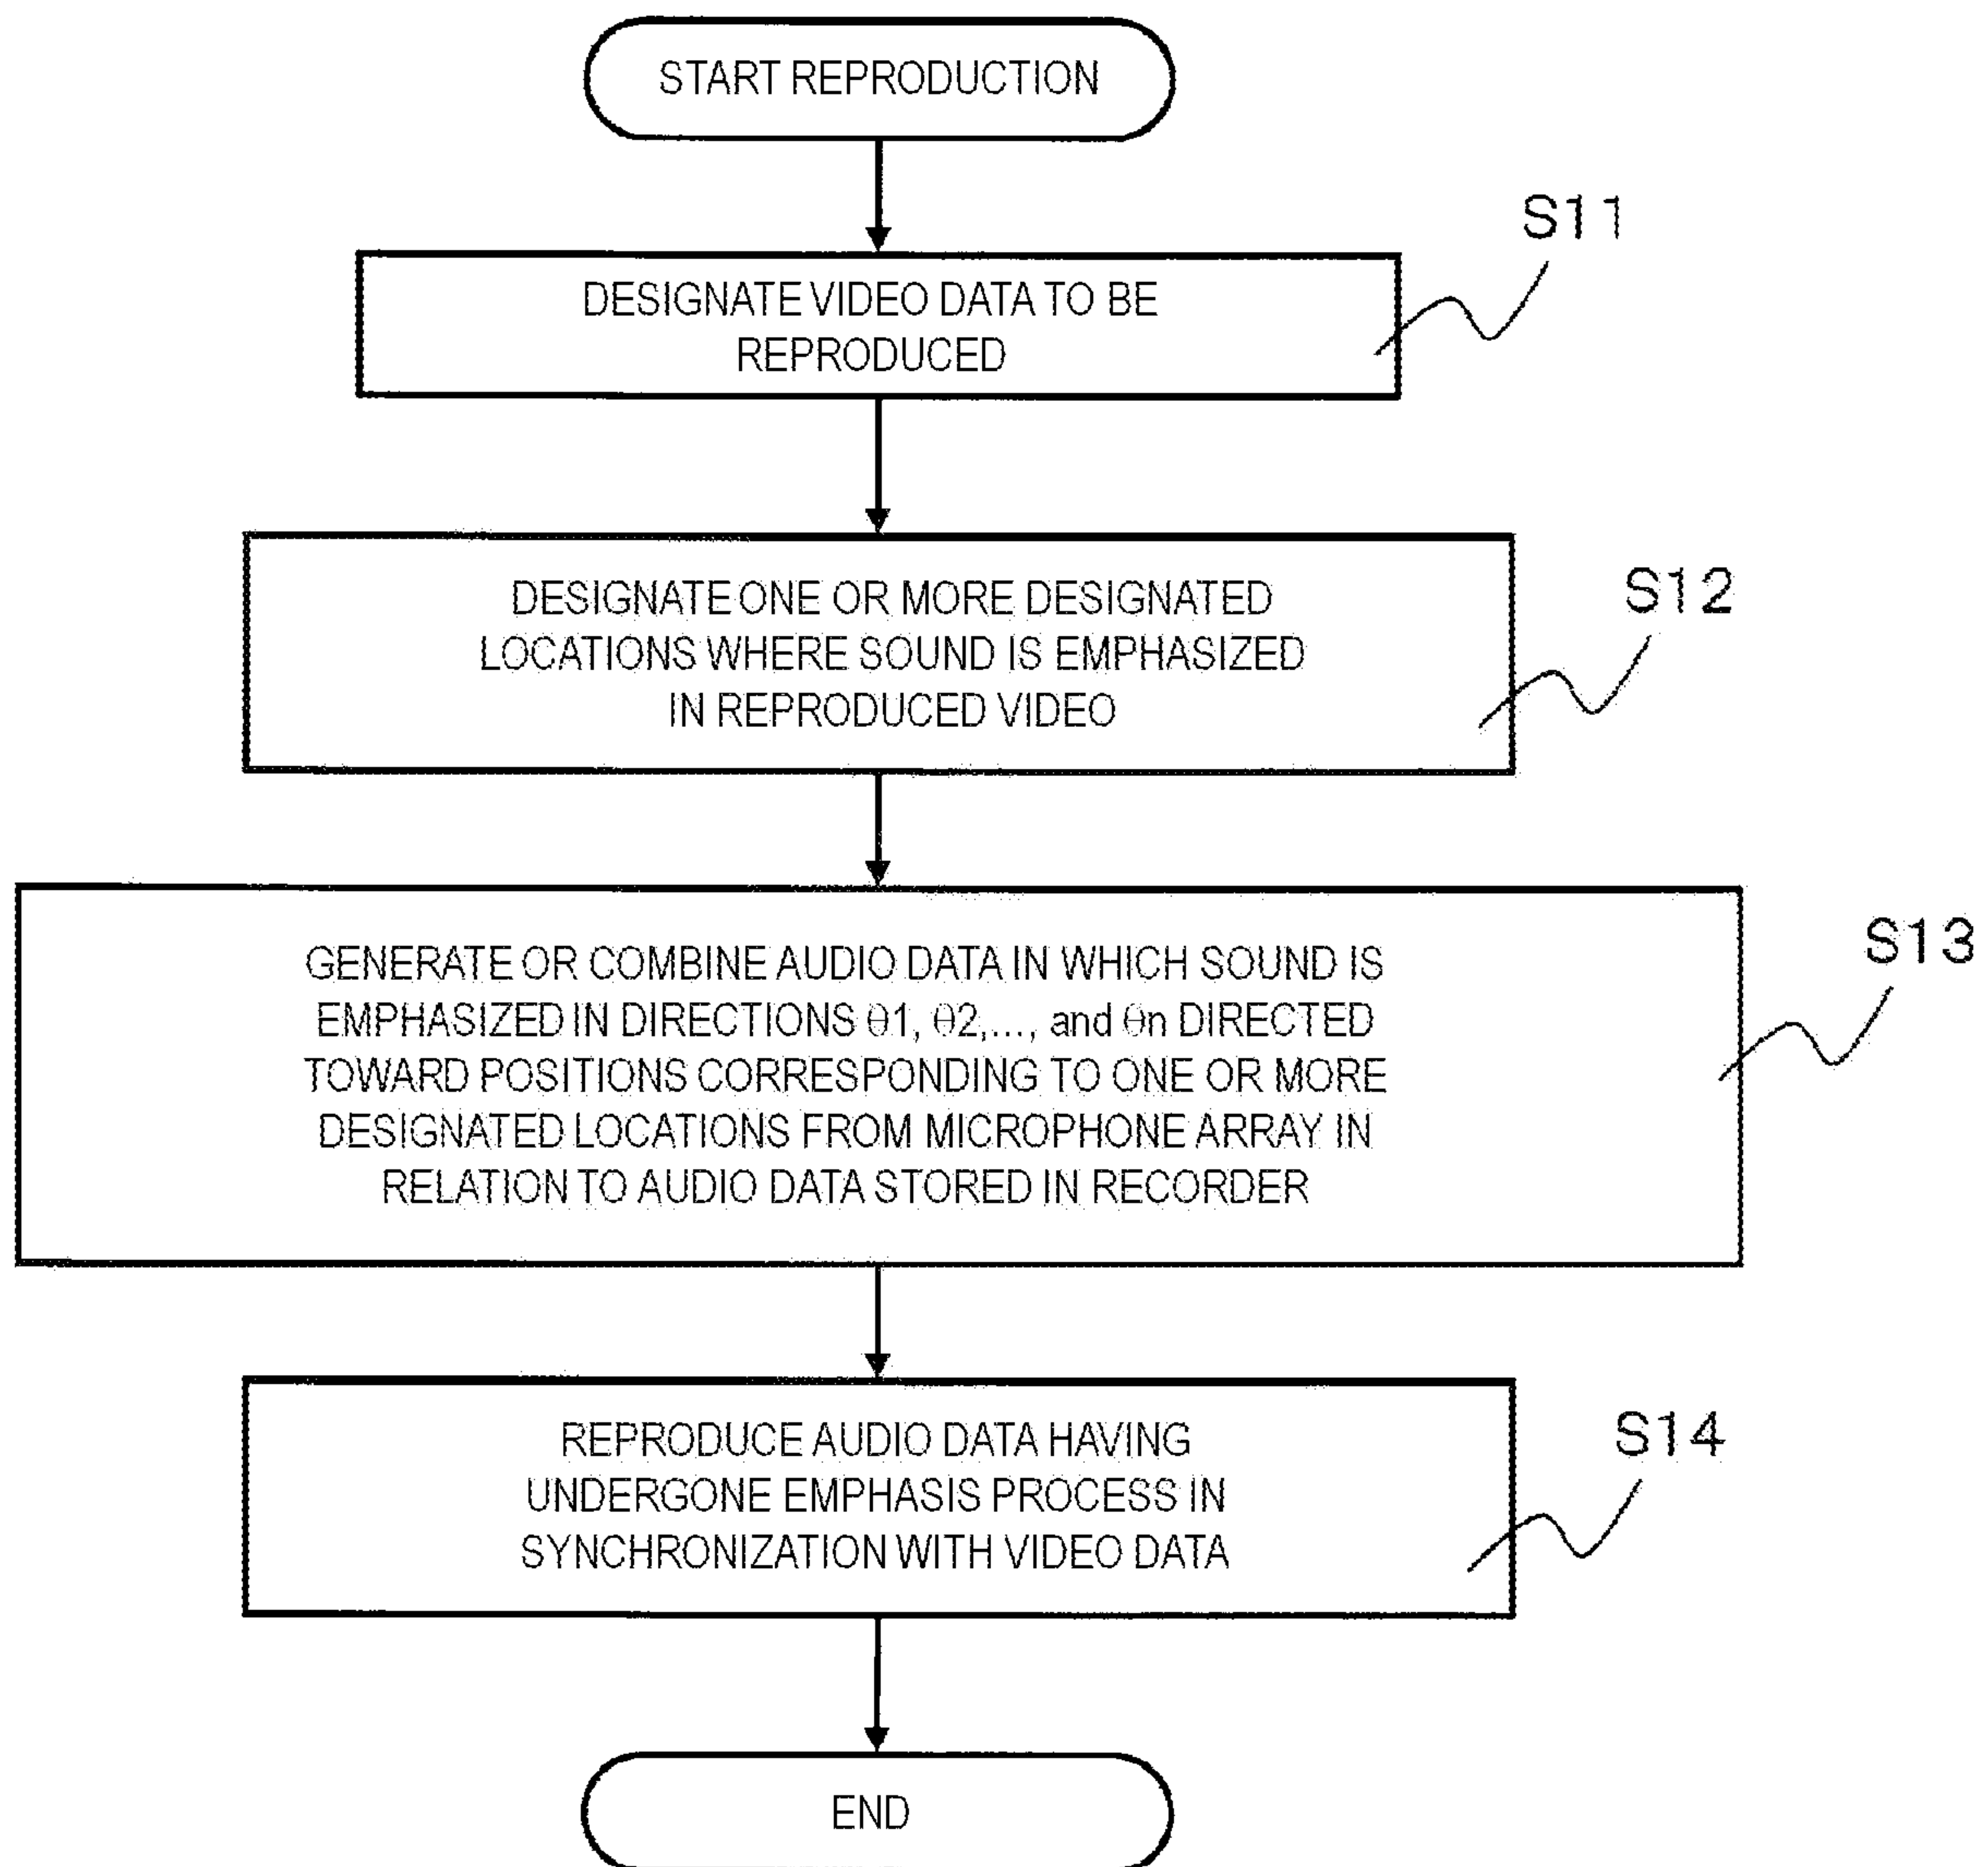 START REPRODUCTION
S11
DESIGNATE VIDEO DATA TO BE
REPRODUCED
S12
DESIGNATE ONE OR MORE DESIGNATED
LOCATIONS WHERE SOUND IS EMPHASIZED
IN REPRODUCED VIDEO
S13
GENERATE OR COMBINE AUDIO DATA IN WHICH SOUND IS
EMPHASIZED IN DIRECTIONS θ1, θ2,..., and θn DIRECTED
TOWARD POSITIONS CORRESPONDING TO ONE OR MORE
DESIGNATED LOCATIONS FROM MICROPHONE ARRAY IN
RELATION TO AUDIO DATA STORED IN RECORDER
S14
REPRODUCE AUDIO DATA HAVING
UNDERGONE EMPHASIS PROCESS IN
SYNCHRONIZATION WITH VIDEO DATA
END